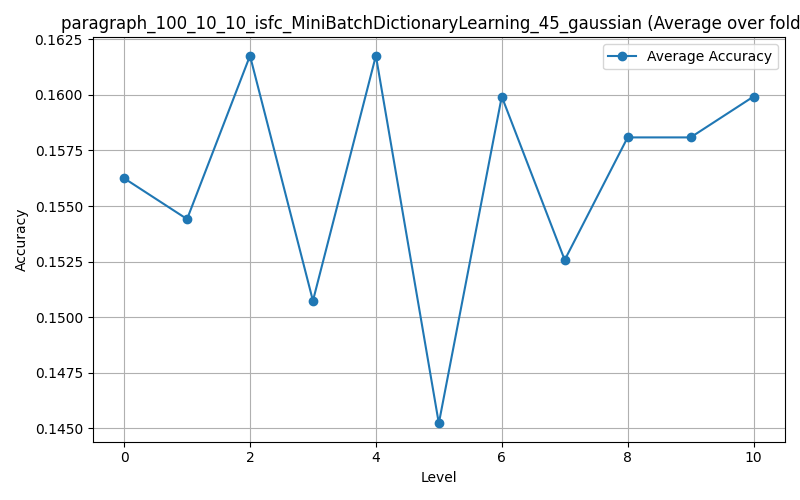 paragraph_100_10_10_isfc_MiniBatchDictionaryLearning_45_gaussian (Average over fold
Average Accuracy
0.1625
0.1600
0.1575
0.1550
0.1525
0.1500
0.1475
0.1450
Accuracy
0 2 4 6 8 10
Level